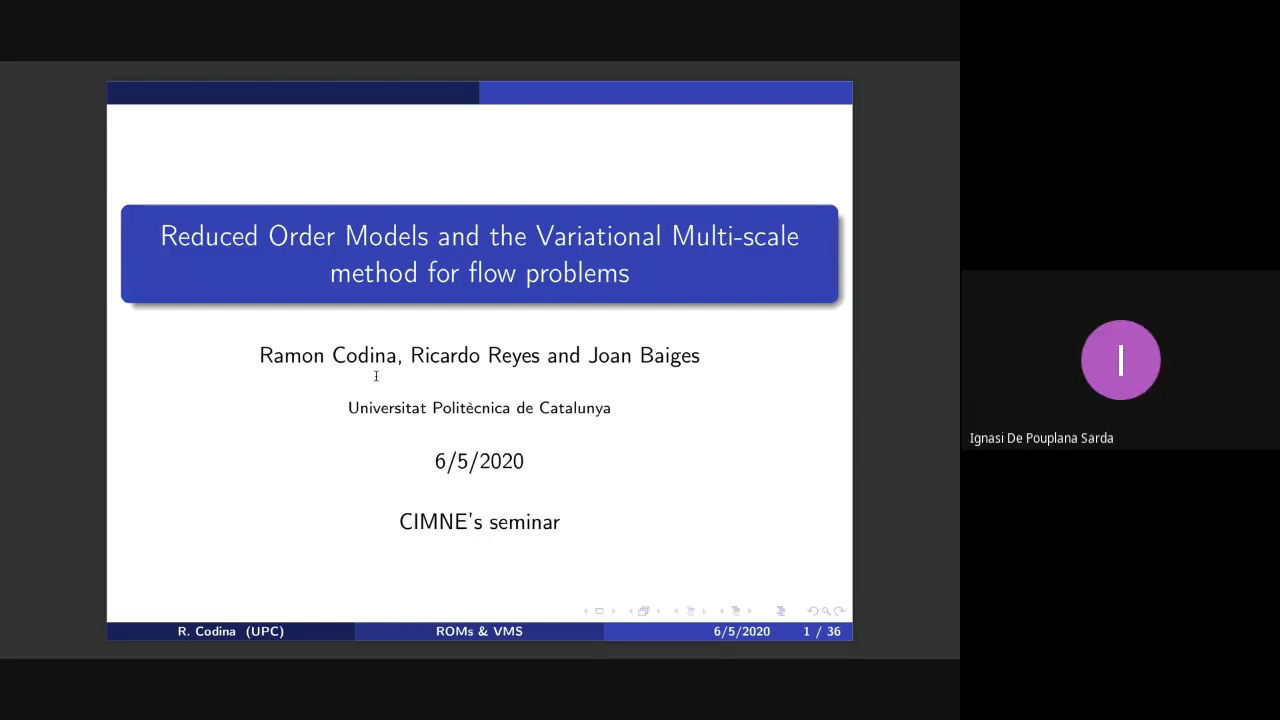 Reduced Order Models and the Variational Multi-scale
method for flow problems
Ramon Codina, Ricardo Reyes and Joan Baiges
Universitat Politècnica de Catalunya
6/5/2020
CIMNE's seminar
R. Codina (UPC) ROMs & VMS 6/5/2020 1 / 36
I
Ignasi De Pouplana Sarda